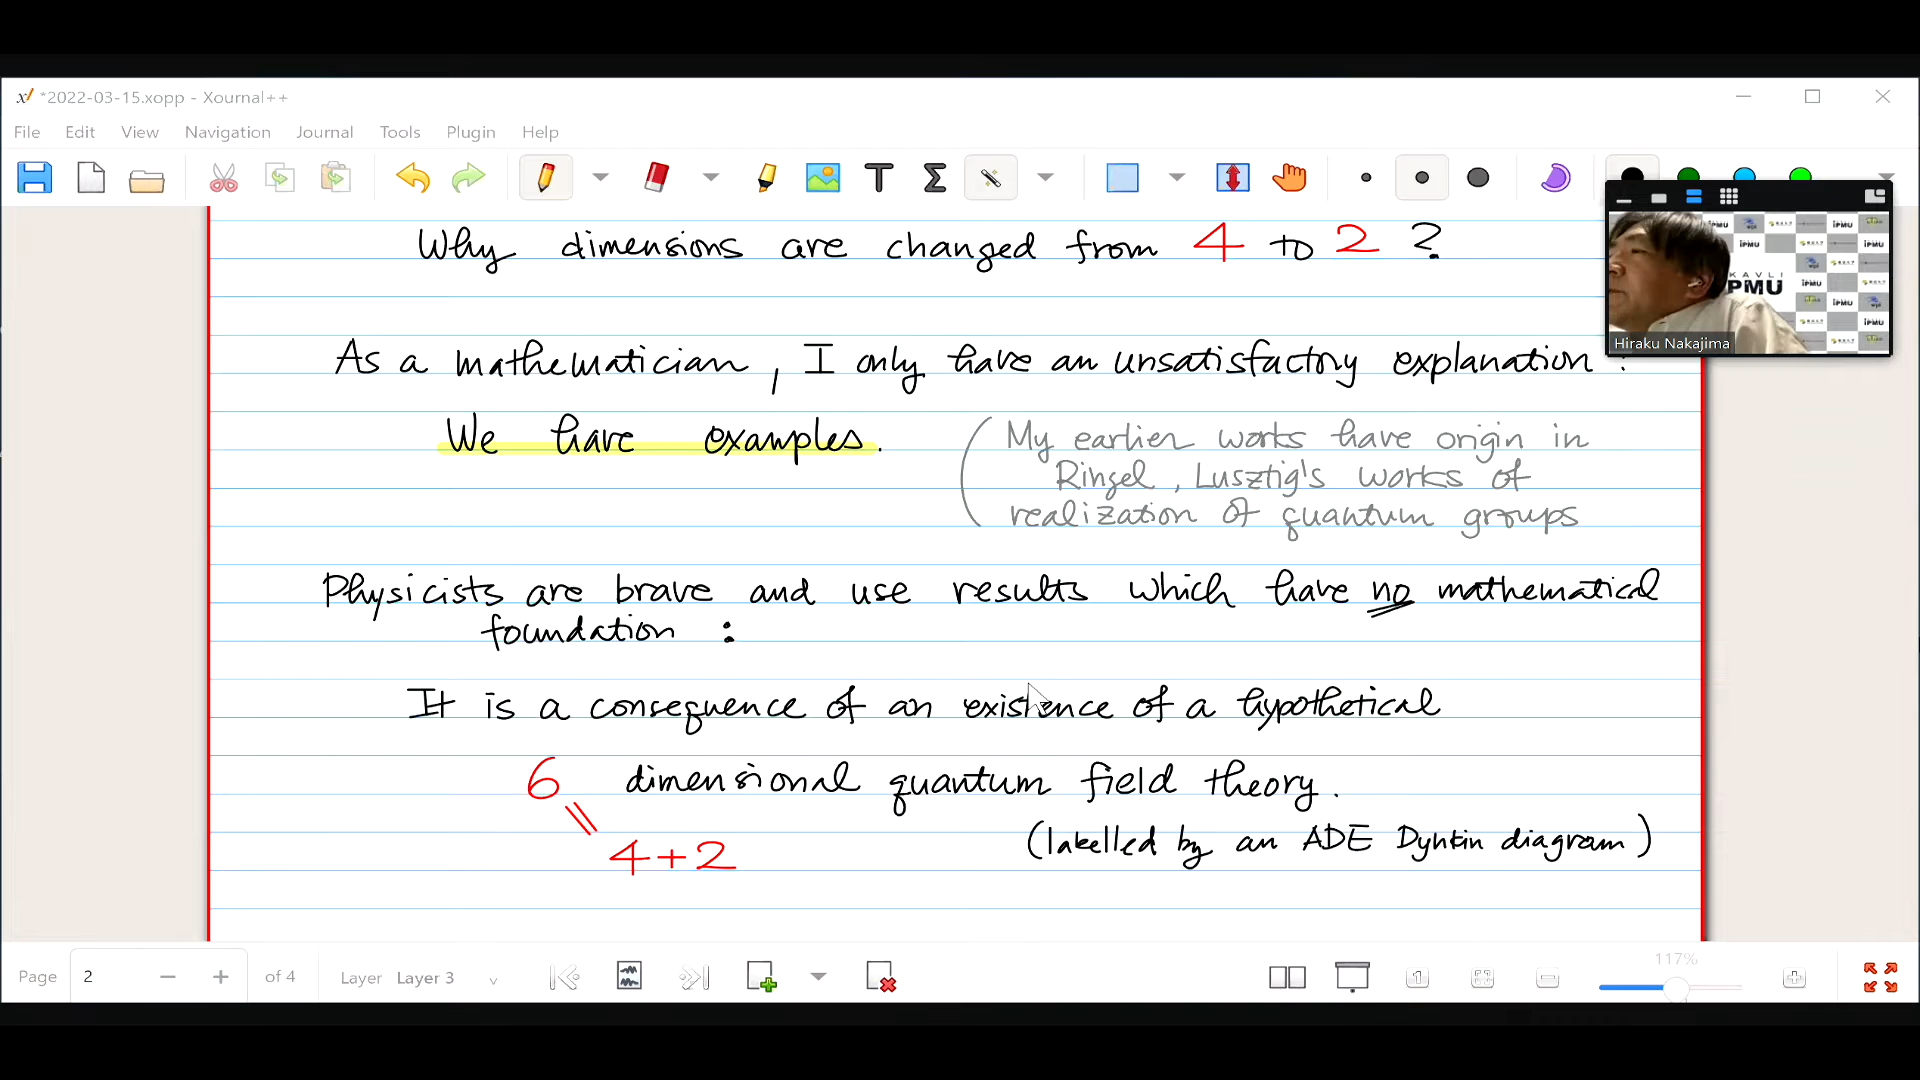 *2022-03-15.xopp - Xournal++
File Edit View Navigation Journal Tools Plugin Help
Why dimensions are changed from 4 to 2 ?
As a mathematician, I only have an unsatisfactory explanation :
We have examples.
(My earlier works have origin in
Ringel, Lusztig's works of
realization of quantum groups
Physicists are brave and use results which have no mathematical
foundation :
It is a consequence of an existence of a hypothetical
6 dimensional quantum field theory.
4+2
(labelled by an ADE Dynkin diagram)
KAVLI
IPMU
Hiraku Nakajima
Page 2 of 4 Layer Layer 3
117%